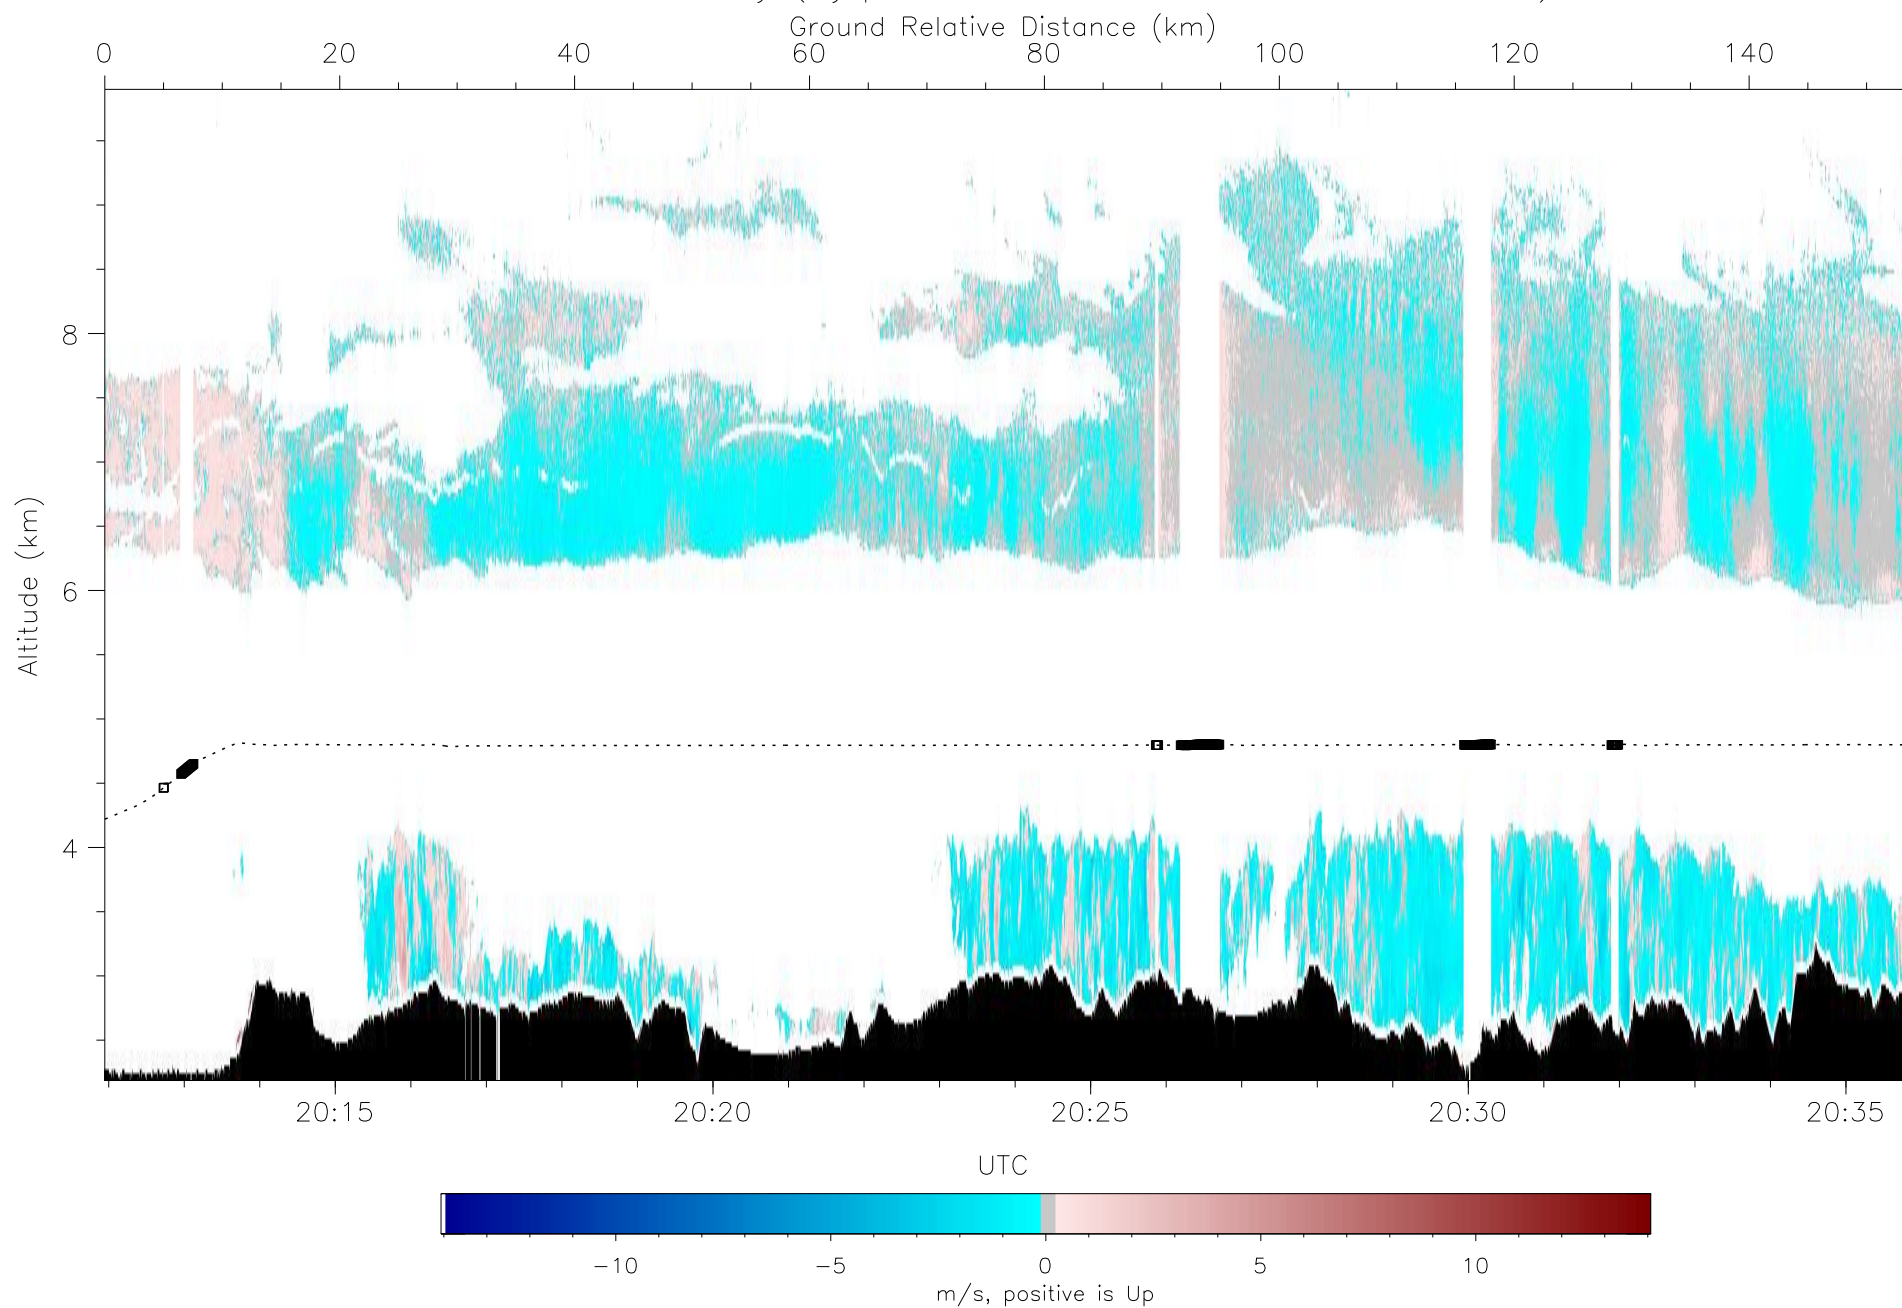 Ground Relative Distance (km)
0 20 40 60 80 100 120 140
8
6
4
Altitude (km)
20:15 20:20 20:25 20:30 20:35
UTC
-10 -5 0 5 10
m/s, positive is Up